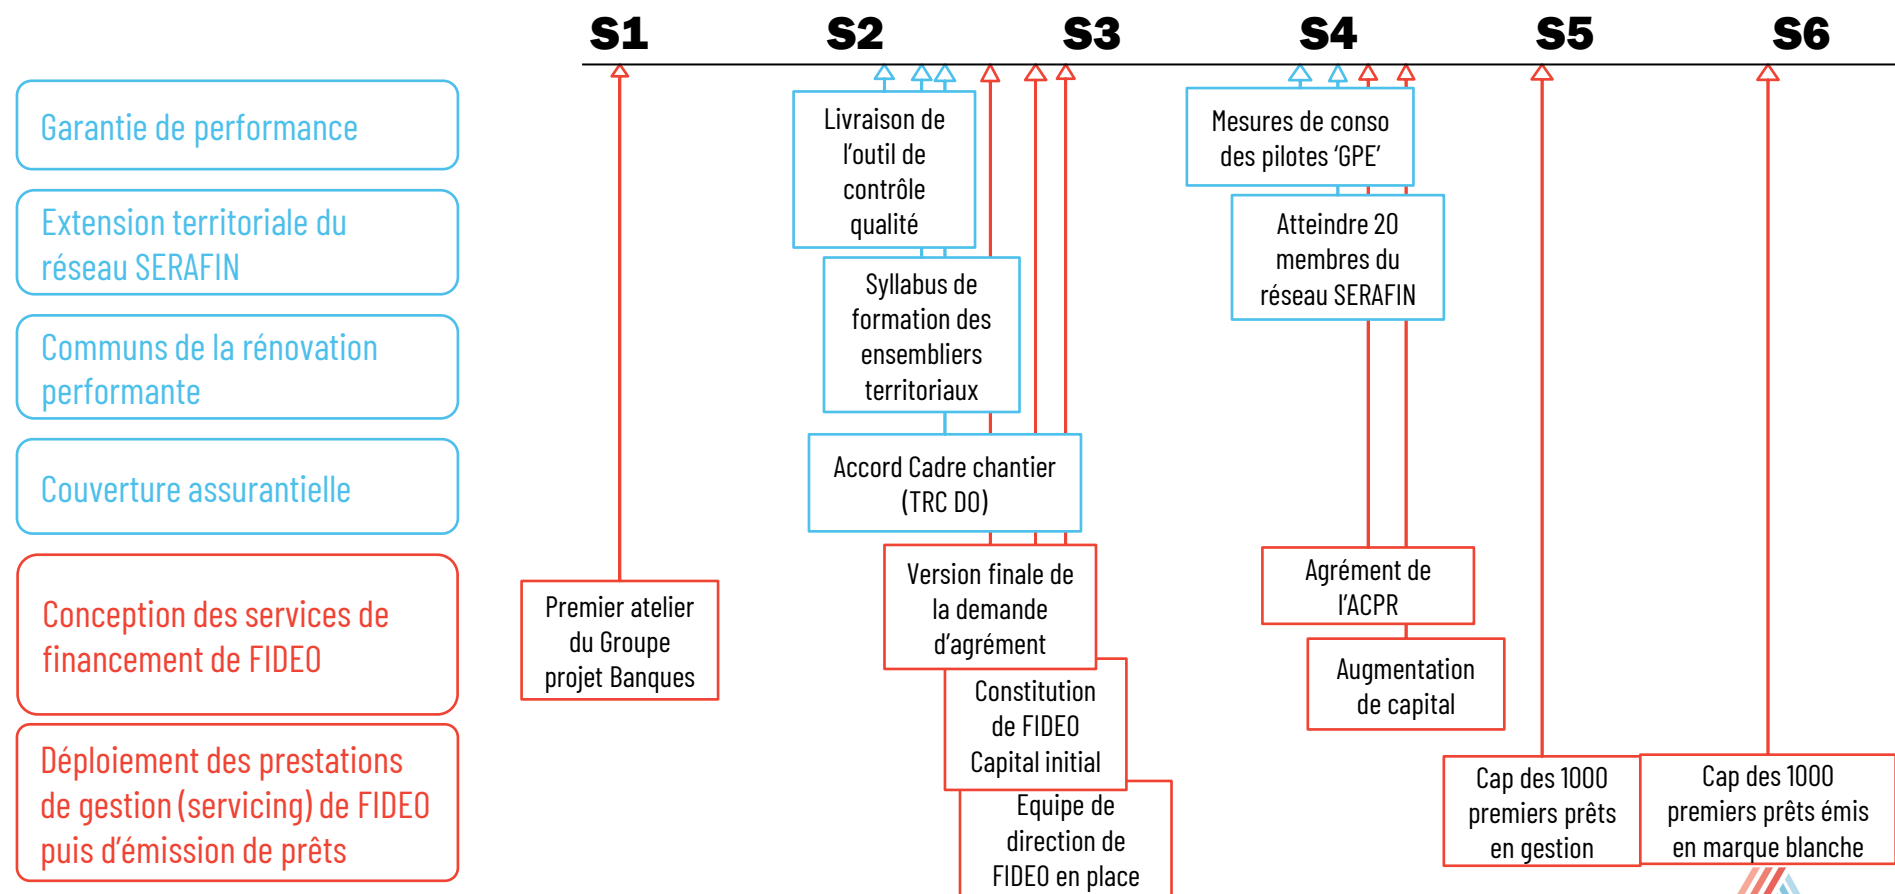 S1 S2 S3 S4 S5 S6
Garantie de performance
Extension territoriale du
réseau SERAFIN
Communs de la rénovation
performante
Couverture assurantielle
Conception des services de
financement de FIDEO
Déploiement des prestations
de gestion (servicing) de FIDEO
puis d'émission de prêts
Premier atelier
du Groupe
projet Banques
Livraison de
l'outil de
contrôle
qualité
Syllabus de
formation des
ensembliers
territoriaux
Accord Cadre chantier
(TRC DO)
Version finale de
la demande
d'agrément
Constitution
de FIDEO
Capital initial
Equipe de
direction de
FIDEO en place
Mesures de conso
des pilotes ‘GPE’
Atteindre 20
membres du
réseau SERAFIN
Agrément de
l'ACPR
Augmentation
de capital
Cap des 1000
premiers prêts
en gestion
Cap des 1000
premiers prêts émis
en marque blanche